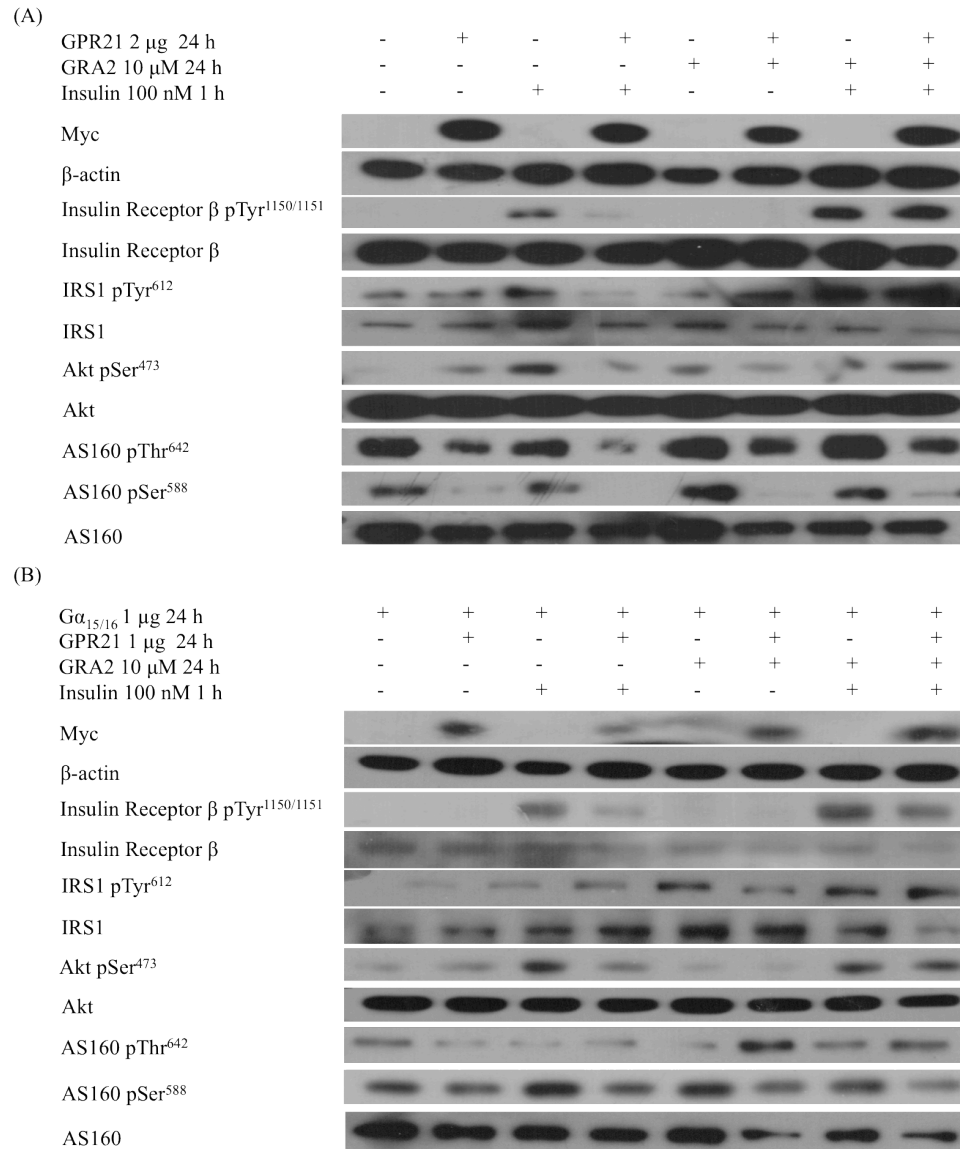 (A)
GPR21 2 μg 24 h - + - + - + - +
GRA2 10 μM 24 h - - - - + + + +
Insulin 100 nM 1 h - - + + - - + +
Myc
β-actin
Insulin Receptor β pTyr1150/1151
Insulin Receptor β
IRS1 pTyr612
IRS1
Akt pSer473
Akt
AS160 pThr642
AS160 pSer588
AS160
(B)
Gα15/16 1 μg 24 h + + + + + + + +
GPR21 1 μg 24 h - + - + - + - +
GRA2 10 μM 24 h - - - - + + + +
Insulin 100 nM 1 h - - + + - - + +
Myc
β-actin
Insulin Receptor β pTyr1150/1151
Insulin Receptor β
IRS1 pTyr612
IRS1
Akt pSer473
Akt
AS160 pThr642
AS160 pSer588
AS160